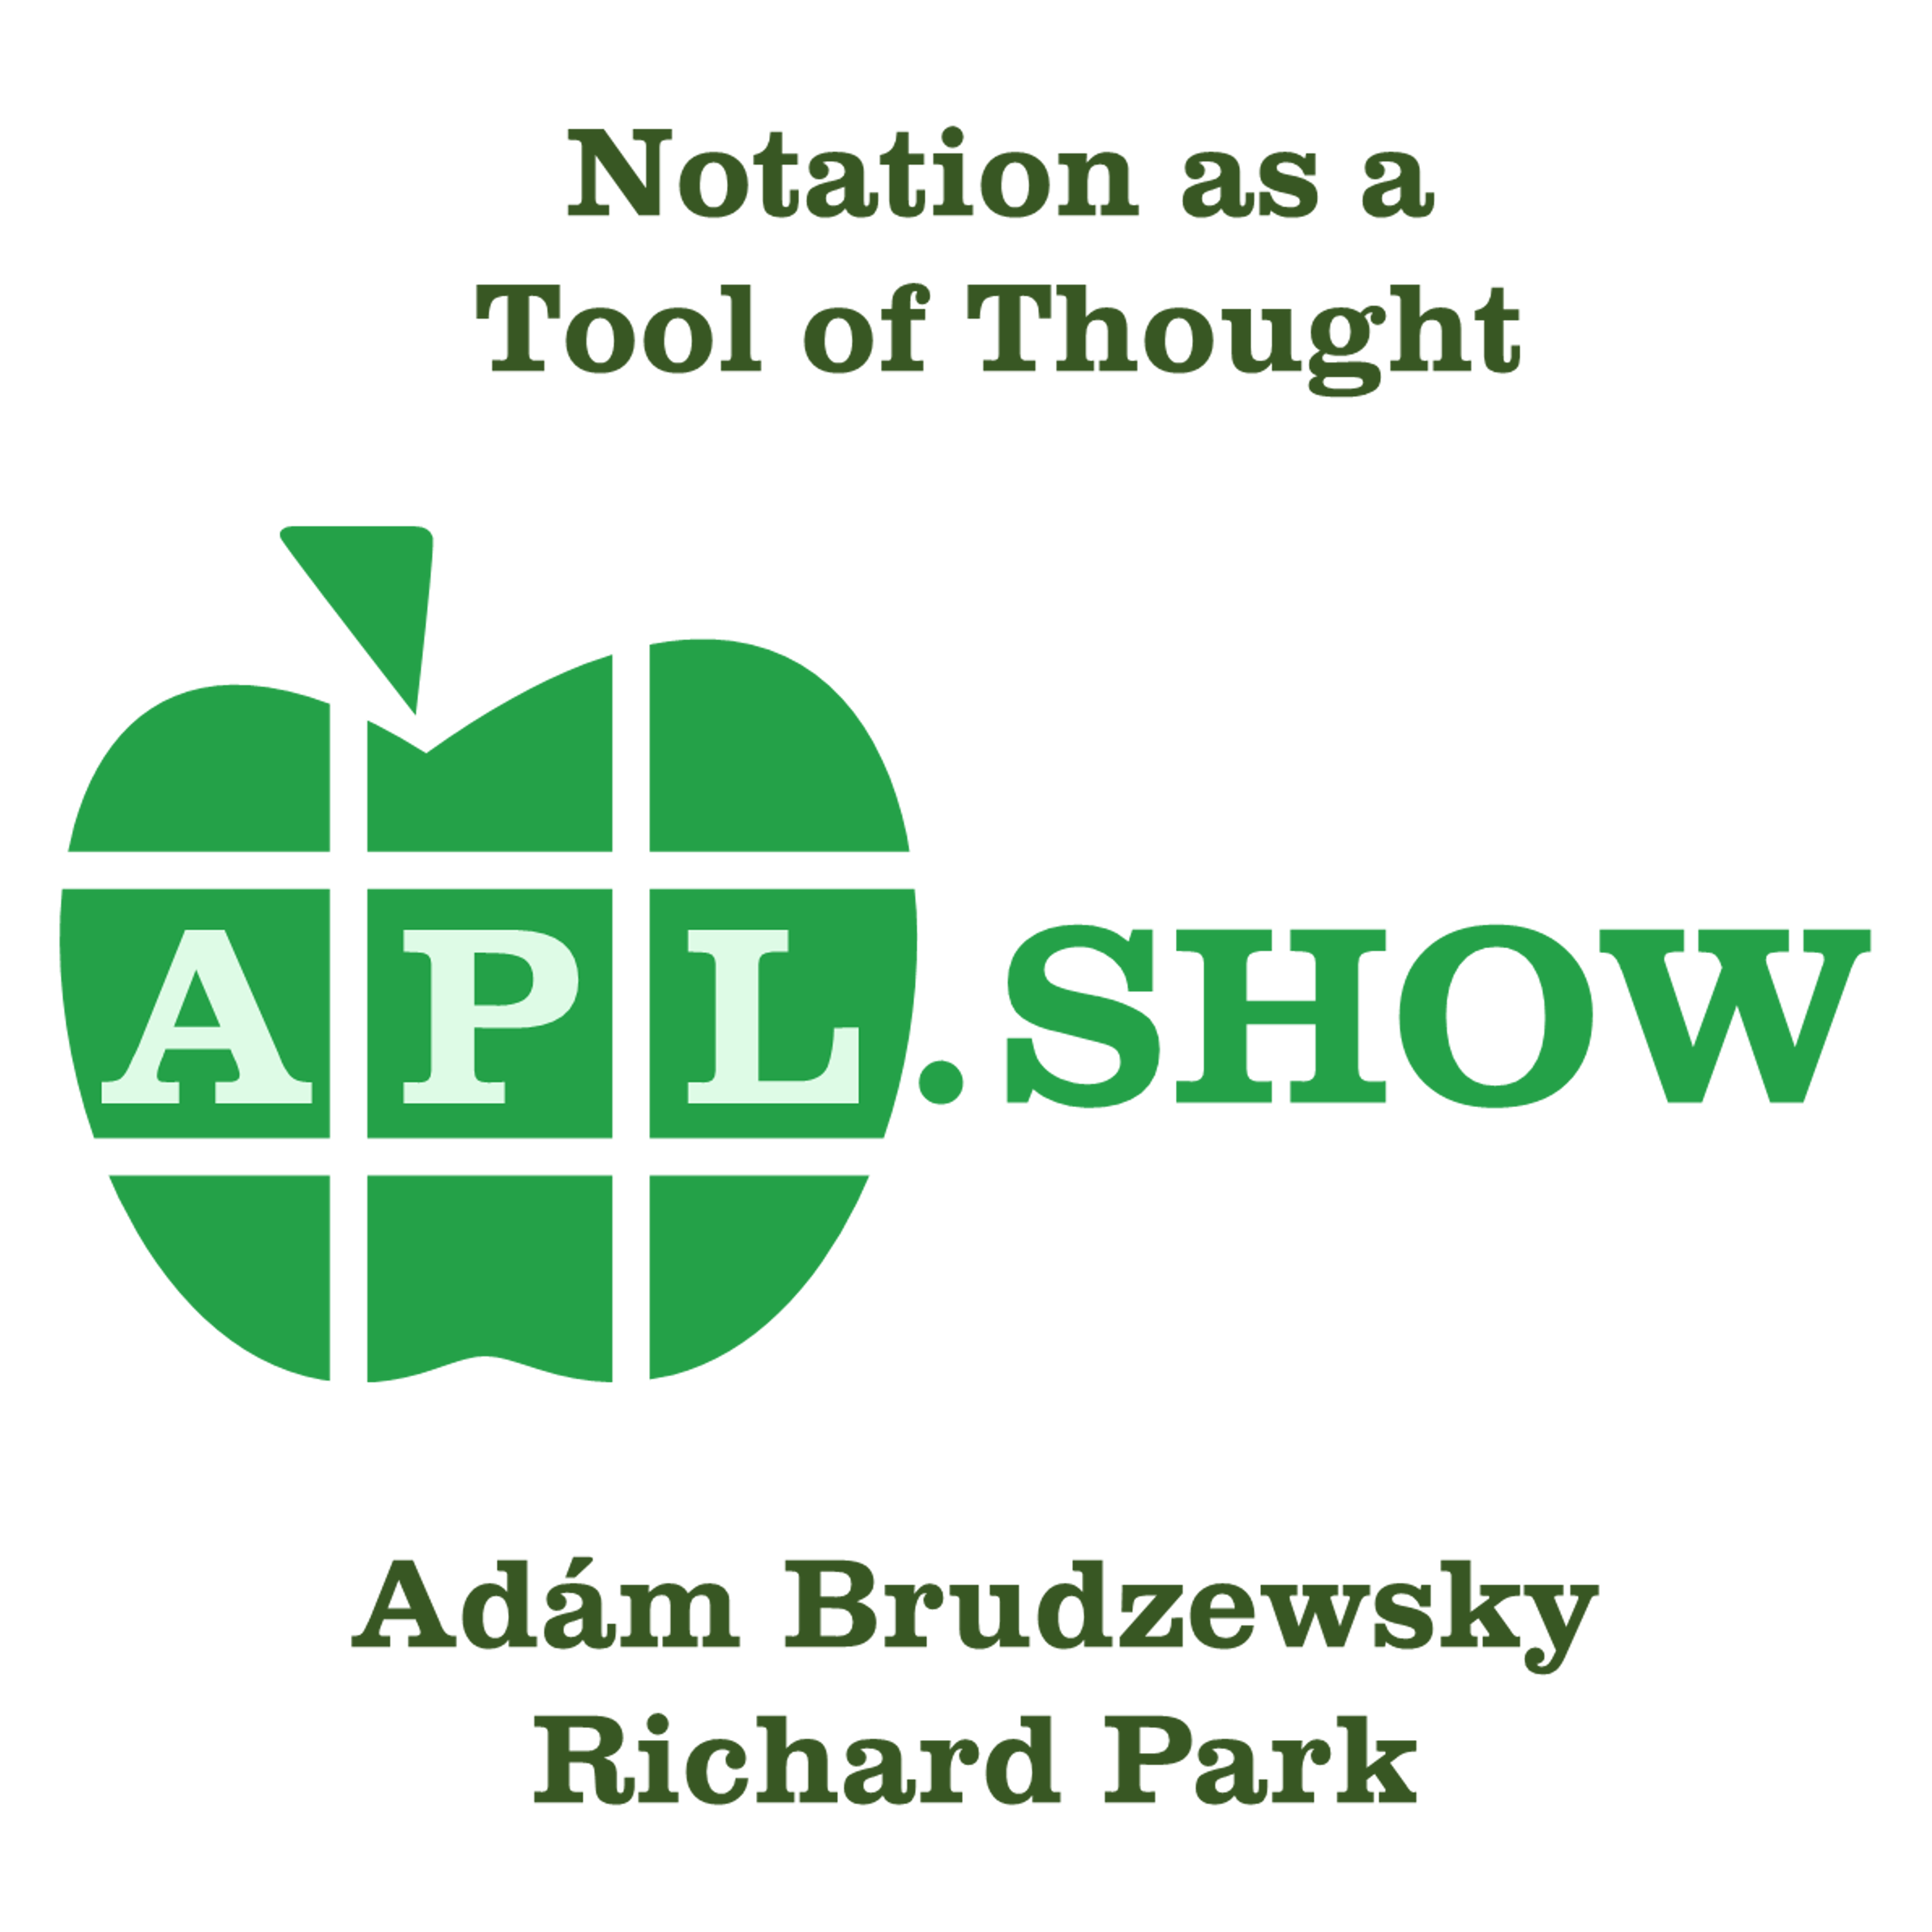 Notation as a
Tool of Thought
APL.SHOW
Adám Brudzewsky
Richard Park